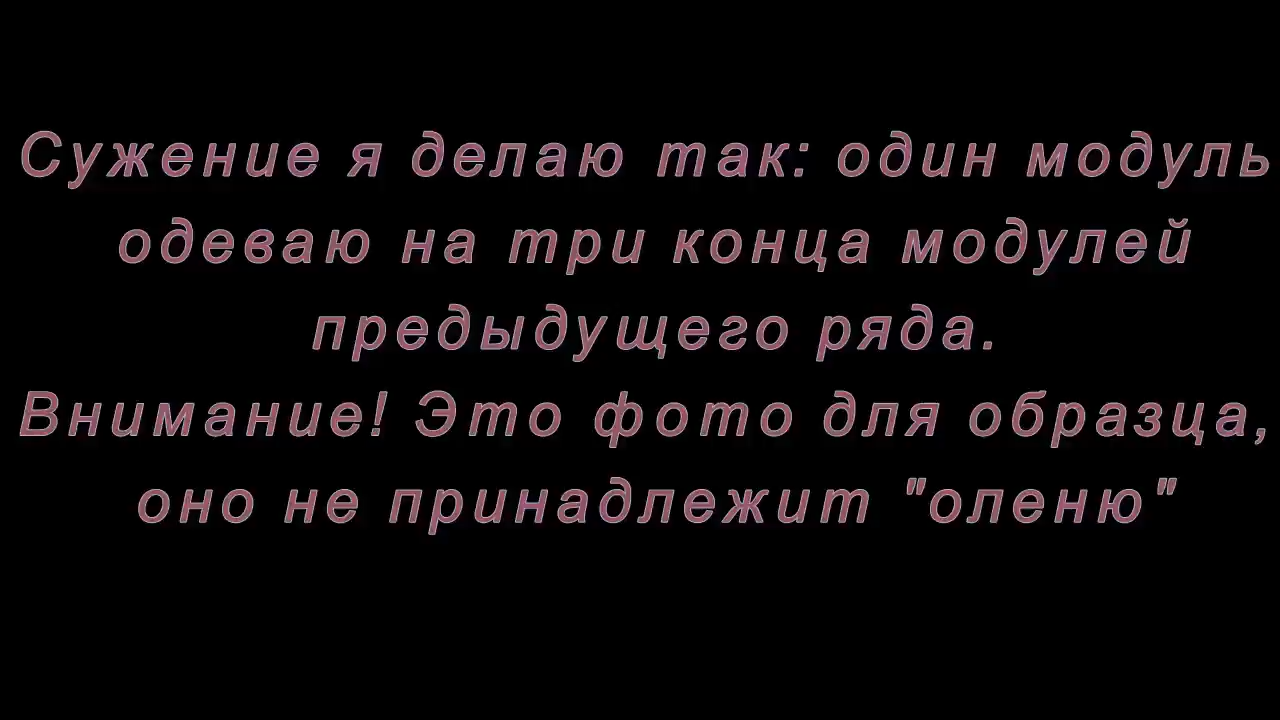 Сужение я делаю так: один модуль
одеваю на три конца модулей
предыдущего ряда.
Внимание! Это фото для образца,
оно не принадлежит "оленю"